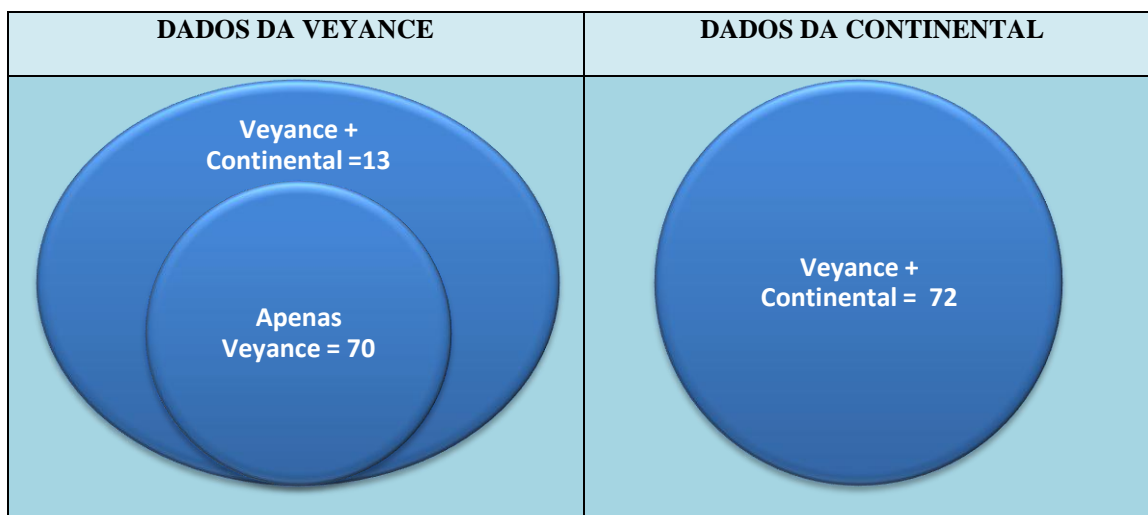 DADOS DA VEYANCE
DADOS DA CONTINENTAL
Veyance +
Continental =13
Apenas
Veyance = 70
Veyance +
Continental = 72